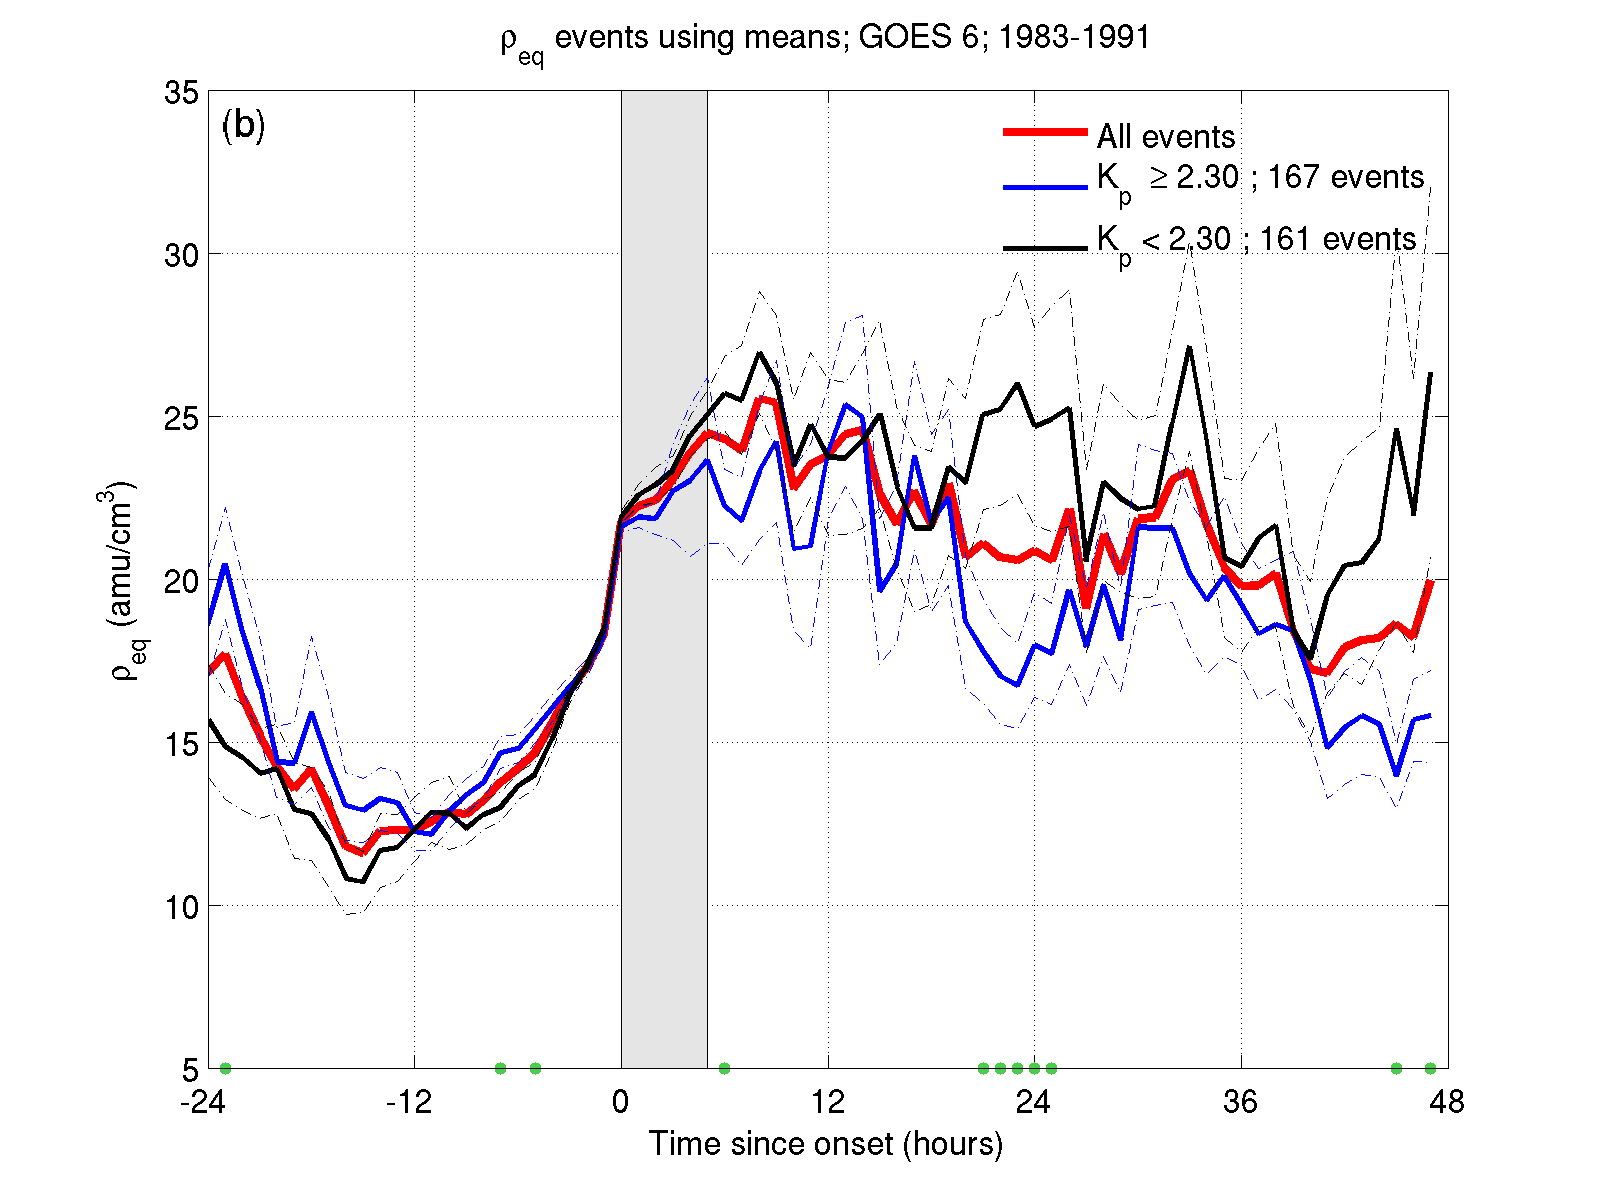 ρeq events using means; GOES 6; 1983-1991
(b)
All events
Kp ≥ 2.30 ; 167 events
Kp < 2.30 ; 161 events
35
30
25
20
15
10
5
ρeq (amu/cm³)
-24 -12 0 12 24 36 48
Time since onset (hours)